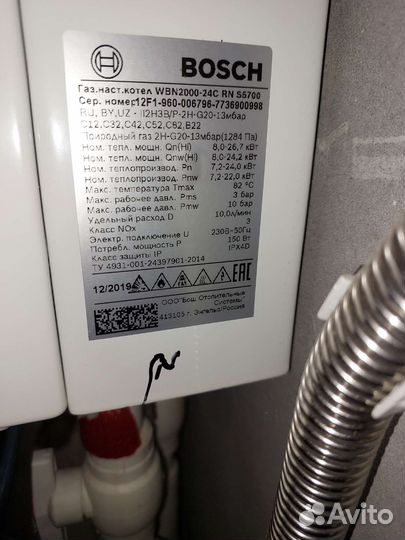 BOSCH
Газ.наст.котел WBN2000-24C RN S5700
Сер. номер:12F1-960-006796-7736900998
RU, BY,UZ - II2H3B/P-2H-G20-13мбар
C12,C32,C42,C52,C82,B22
Природный газ 2H-G20-13мбар(1284 Па)
Ном. тепл. мощн. Qn(Hi) 8,0-26,7 кВт
Ном. тепл. мощн. Qnw(Hi) 8,0-24,2 кВт
Ном. теплопроизвод. Pn 7,2-24,0 кВт
Ном. теплопроизвод. Pnw 7,2-22,0 кВт
Макс. температура Tmax 82 °C
Макс. рабочее давл. Pms 3 бар
Макс. рабочее давл. Pmw 10 бар
Удельный расход D 10,0л/мин
Класс NOx 3
Электр. подключение U 230В-50Гц
Потребл. мощность P 150 Вт
Класс защиты IP IPX4D
ТУ 4931-001-24397901-2014
12/2019
EAC
ООО"Бош Отопительные
Системы"
413105 г. Энгельс/Россия
Avito